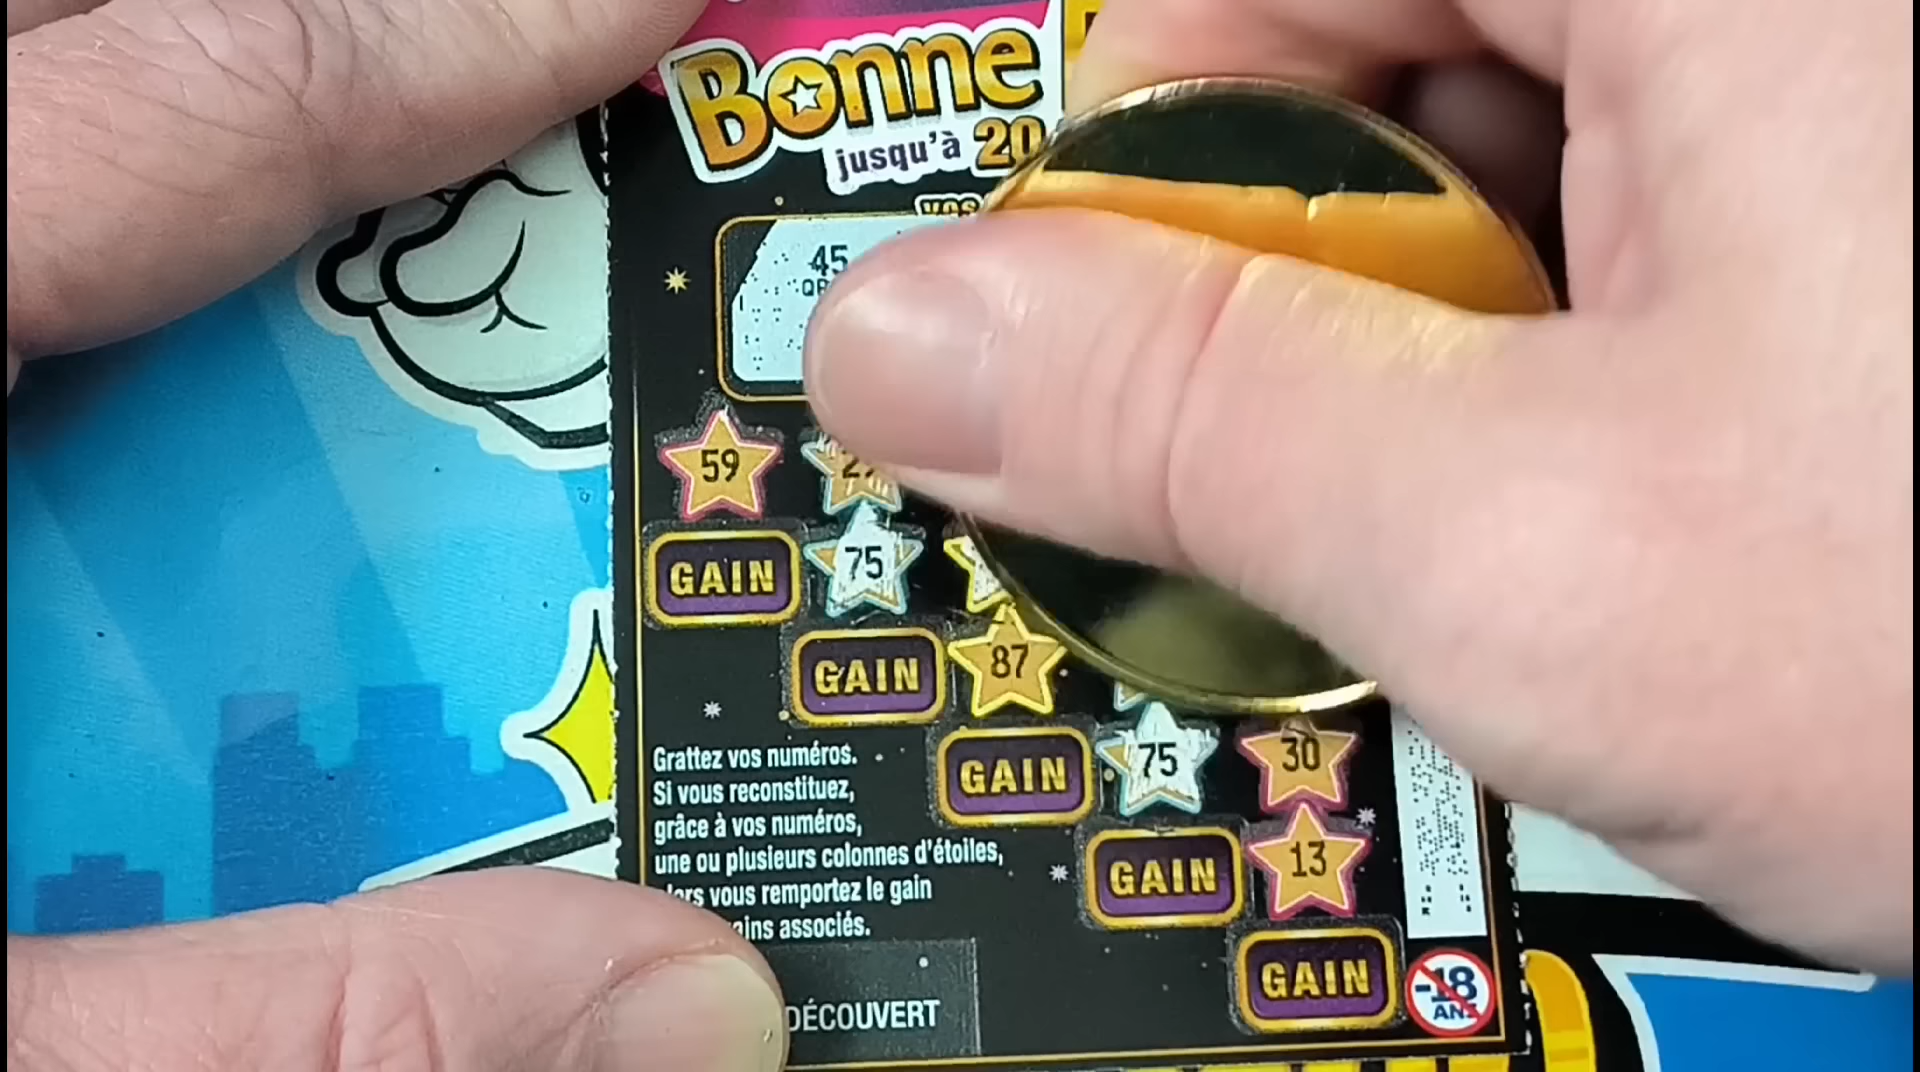 Bonne
jusqu'à 20
45
59
75
GAIN
87
GAIN
75
30
GAIN
Grattez vos numéros.
Si vous reconstituez,
grâce à vos numéros,
une ou plusieurs colonnes d'étoiles,
vous remportez le gain
associés.
13
GAIN
GAIN
-18
ANS
DÉCOUVERT